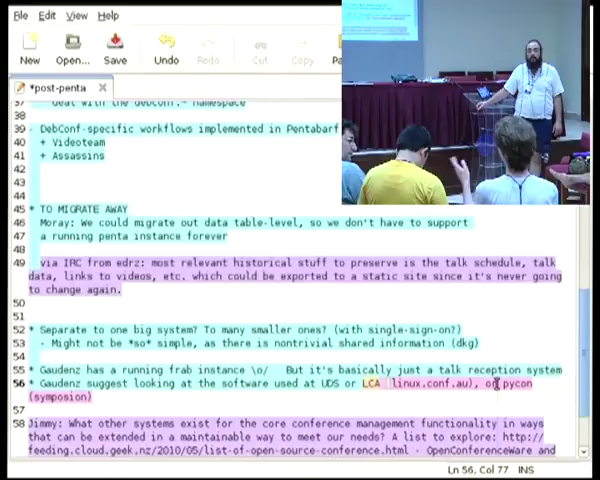 File Edit View Help
New Open... Save Undo Redo Cut Copy
*post-penta
37 deal with the debconf.* namespace
38
39 - DebConf-specific workflows implemented in Pentabarf
40 + Videoteam
41 + Assassins
42
43
44
45 * TO MIGRATE AWAY
46 Moray: We could migrate out data table-level, so we don't have to support
47 a running penta instance forever
48
49 via IRC from edrz: most relevant historical stuff to preserve is the talk schedule, talk
data, links to videos, etc. which could be exported to a static site since it's never going
to change again.
50
51
52 * Separate to one big system? To many smaller ones? (with single-sign-on?)
53 - Might not be *so* simple, as there is nontrivial shared information (dkg)
54
55 * Gaudenz has a running frab instance \o/ But it's basically just a talk reception system
56 * Gaudenz suggest looking at the software used at UDS or LCA (linux.conf.au), or pycon
(symposion)
57
58 Jimmy: What other systems exist for the core conference management functionality in ways
that can be extended in a maintainable way to meet our needs? A list to explore: http://
feeding.cloud.geek.nz/2010/05/list-of-open-source-conference.html - OpenConferenceWare and
Ln 56, Col 77 INS